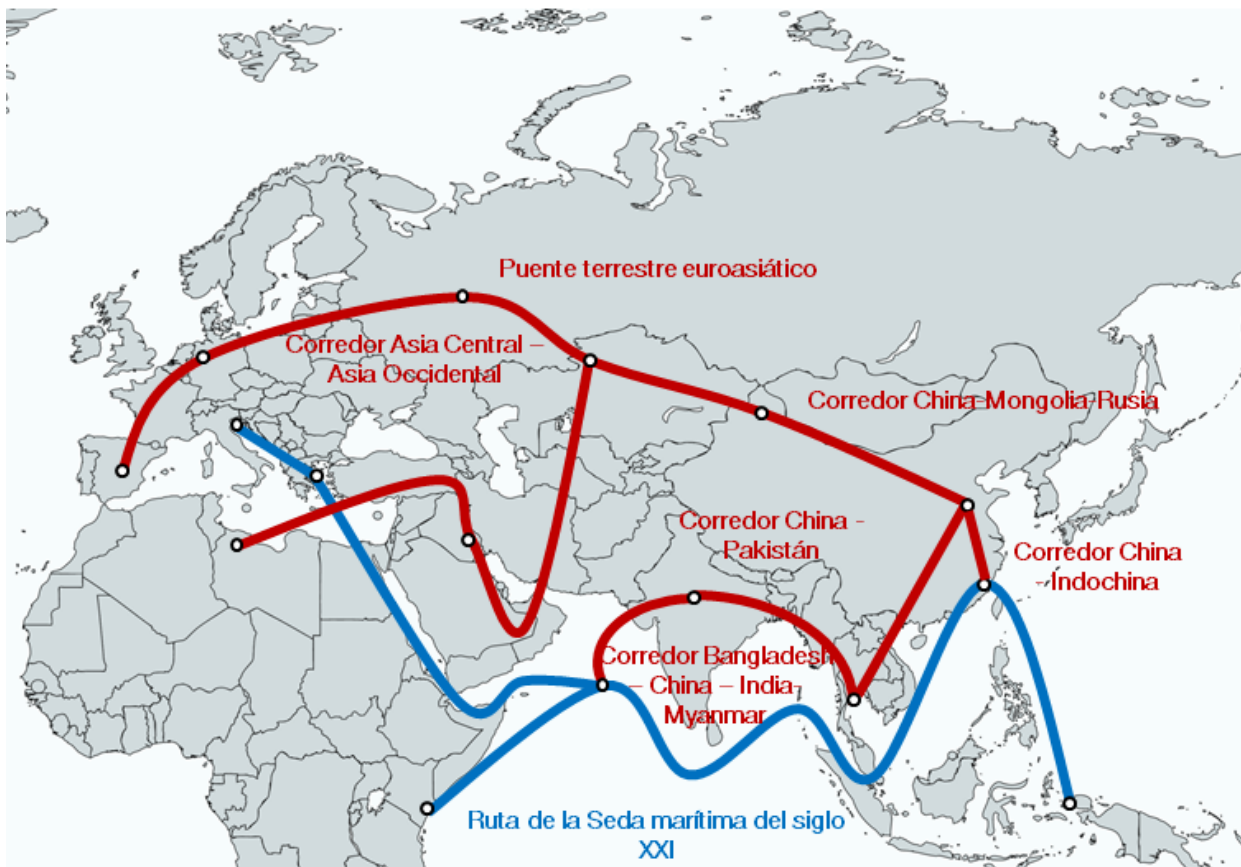 Puente terrestre euroasiático
Corredor Asia Central –
Asia Occidental
Corredor China-Mongolia-Rusia
Corredor China -
Pakistán
Corredor China
- Indochina
Corredor Bangladesh
– China – India-
Myanmar
Ruta de la Seda marítima del siglo
XXI